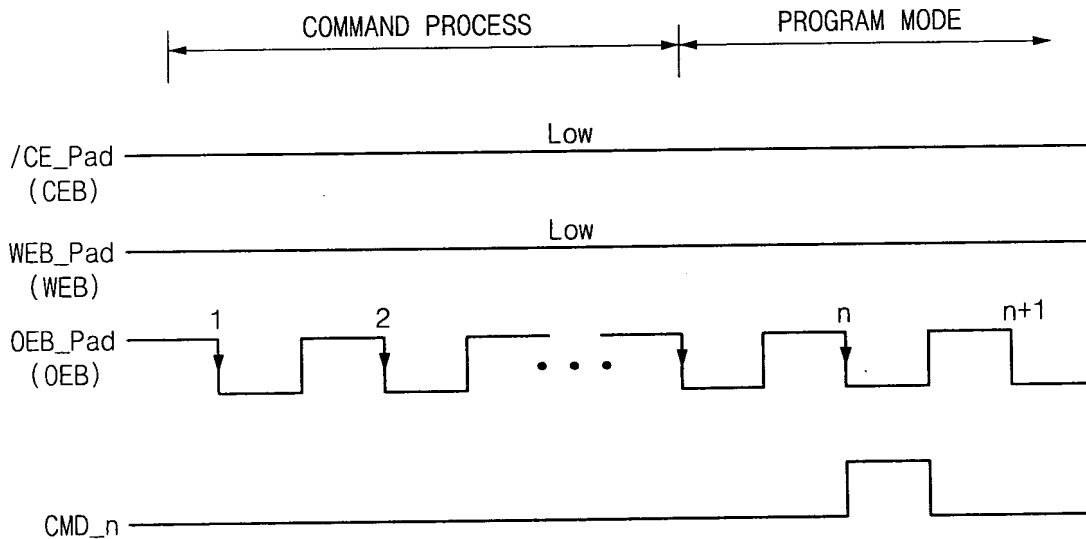 COMMAND PROCESS
PROGRAM MODE
/CE_Pad
(CEB)
Low
WEB_Pad
(WEB)
Low
OEB_Pad
(OEB)
1
2
n
n+1
CMD_n